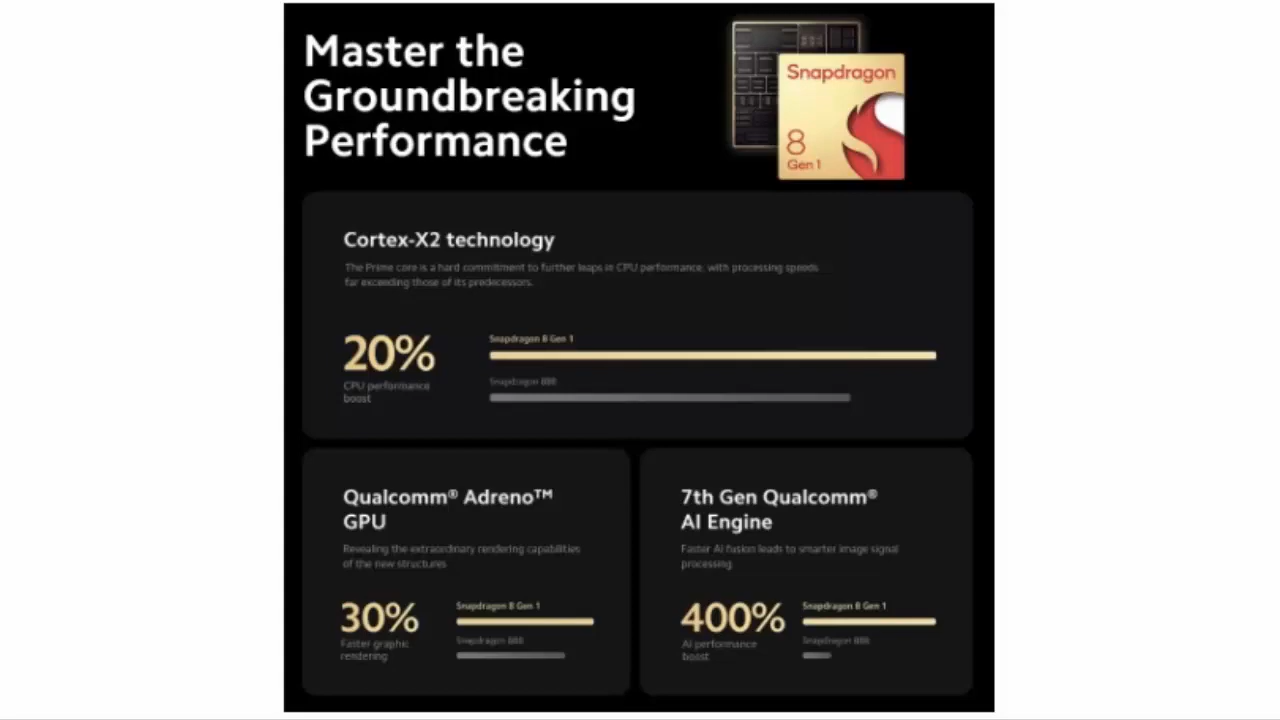 Master the
Groundbreaking
Performance
Snapdragon
8
Gen 1
Cortex-X2 technology
The Prime core is a hard commitment to further leaps in CPU performance, with processing speeds
far exceeding those of its predecessors.
20%
CPU performance
boost
Snapdragon 8 Gen 1
Snapdragon 888
Qualcomm® Adreno™
GPU
Revealing the extraordinary rendering capabilities
of the new structures
30%
Faster graphic
rendering
Snapdragon 8 Gen 1
Snapdragon 888
7th Gen Qualcomm®
AI Engine
Faster AI fusion leads to smarter image signal
processing.
400%
AI performance
boost
Snapdragon 8 Gen 1
Snapdragon 888